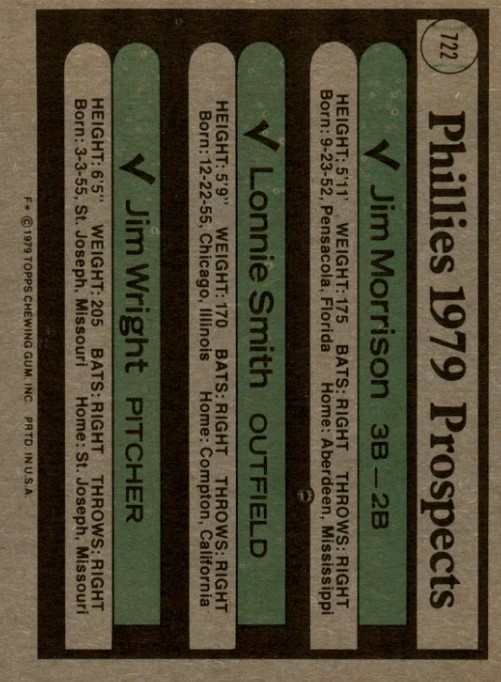 722
Phillies 1979 Prospects
✓ Jim Morrison 3B—2B
HEIGHT: 5'11" WEIGHT: 175 BATS: RIGHT THROWS: RIGHT
Born: 9-23-52, Pensacola, Florida Home: Aberdeen, Mississippi
✓ Lonnie Smith OUTFIELD
HEIGHT: 5'9" WEIGHT: 170 BATS: RIGHT THROWS: RIGHT
Born: 12-22-55, Chicago, Illinois Home: Compton, California
✓ Jim Wright PITCHER
HEIGHT: 6'5" WEIGHT: 205 BATS: RIGHT THROWS: RIGHT
Born: 3-3-55, St. Joseph, Missouri Home: St. Joseph, Missouri
F* © 1979 TOPPS CHEWING GUM, INC. PRTD. IN U.S.A.